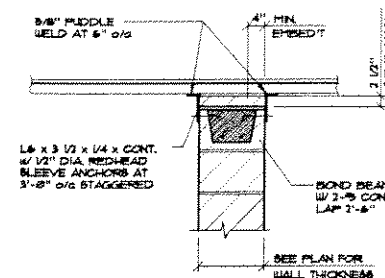 5/8" PUDDLE
WELD AT 6" o/c
4" MIN.
EMBED'T
2 1/2"
L6 x 3 1/2 x 1/4 x CONT.
w/ 1/2" DIA. REDHEAD
SLEEVE ANCHORS AT
3'-0" o/c STAGGERED
BOND BEA
W/ 2-#5 CON
LAP 2'-6"
SEE PLAN FOR
WALL THICKNESS